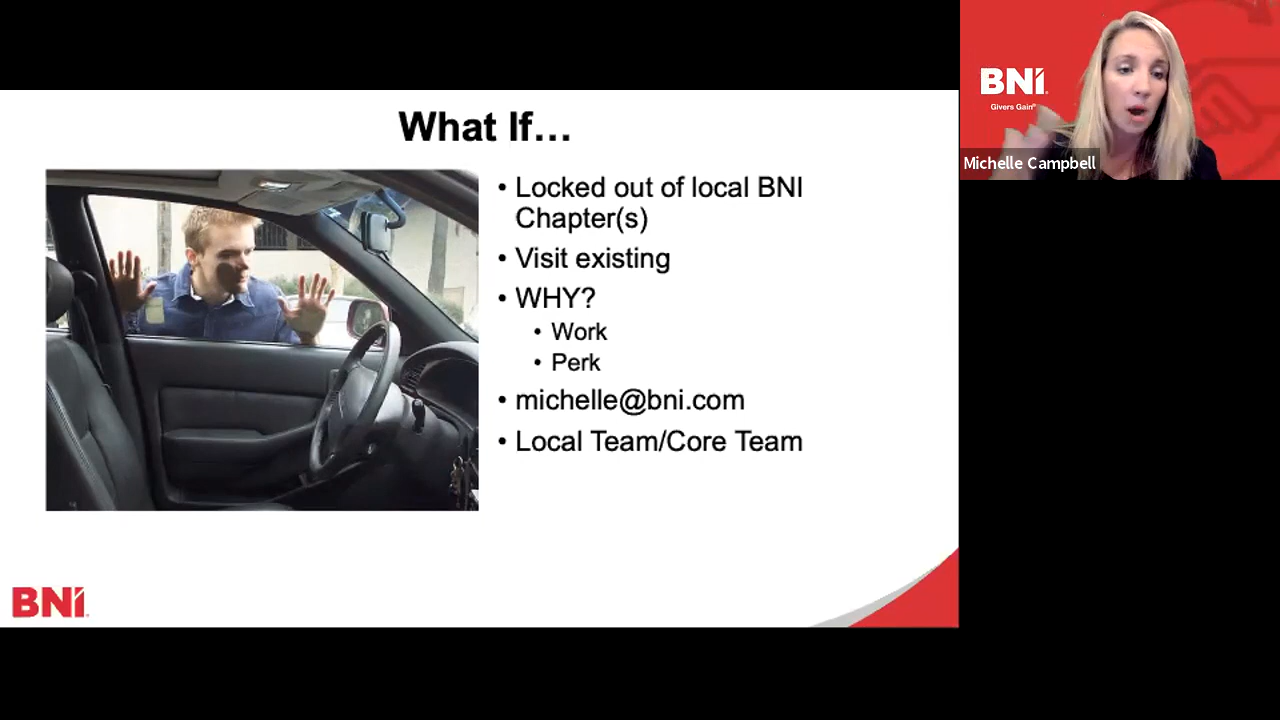 What If…
• Locked out of local BNI
Chapter(s)
• Visit existing
• WHY?
• Work
• Perk
• michelle@bni.com
• Local Team/Core Team
BNI
BNI
Givers Gain®
Michelle Campbell